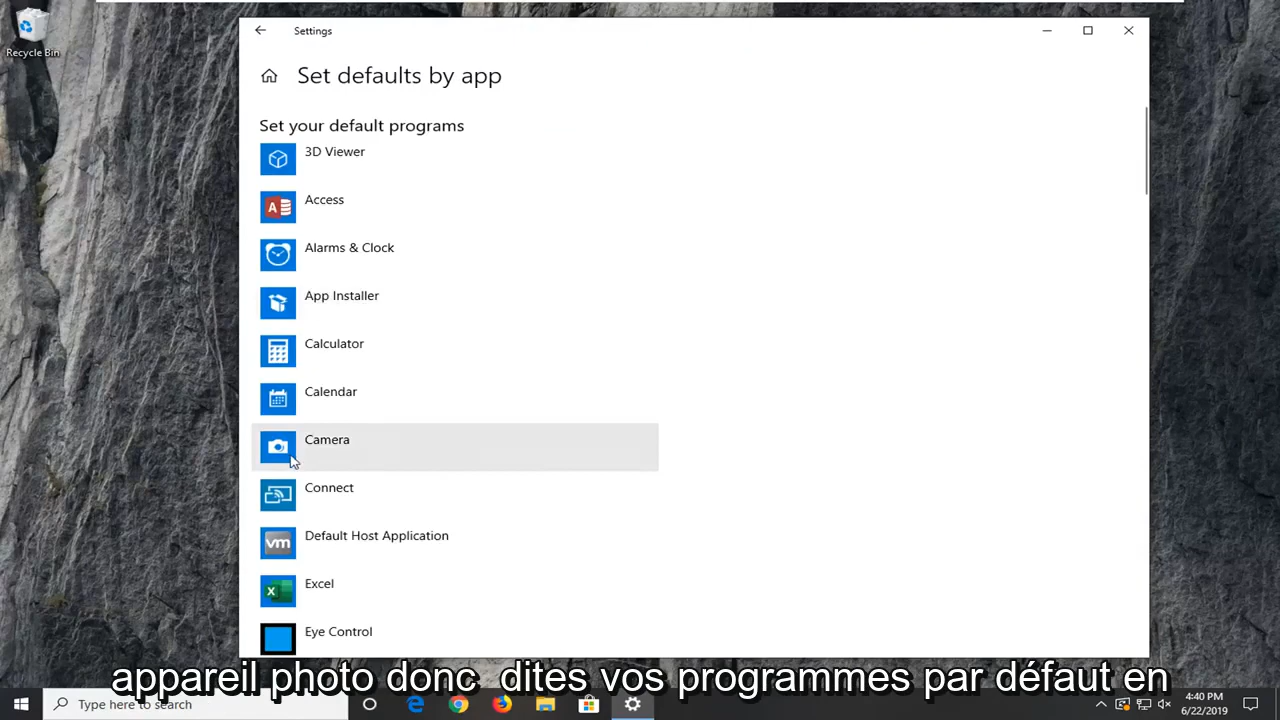 Recycle Bin
Settings
Set defaults by app
Set your default programs
3D Viewer
Access
Alarms & Clock
App Installer
Calculator
Calendar
Camera
Connect
vm
Default Host Application
Excel
Eye Control
appareil photo donc dites vos programmes par défaut en
Type here to search
4:40 PM
6/22/2019